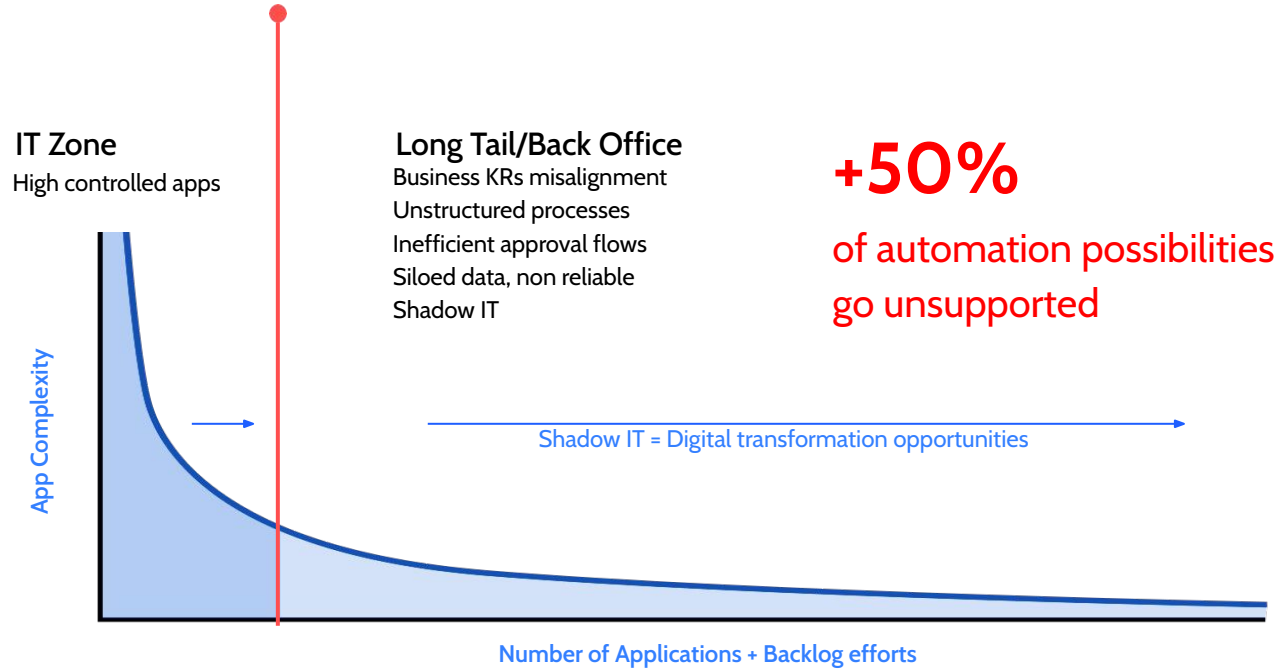 IT Zone
High controlled apps
Long Tail/Back Office
Business KRs misalignment
Unstructured processes
Inefficient approval flows
Siloed data, non reliable
Shadow IT
+50%
of automation possibilities
go unsupported
App Complexity
Shadow IT = Digital transformation opportunities
Number of Applications + Backlog efforts